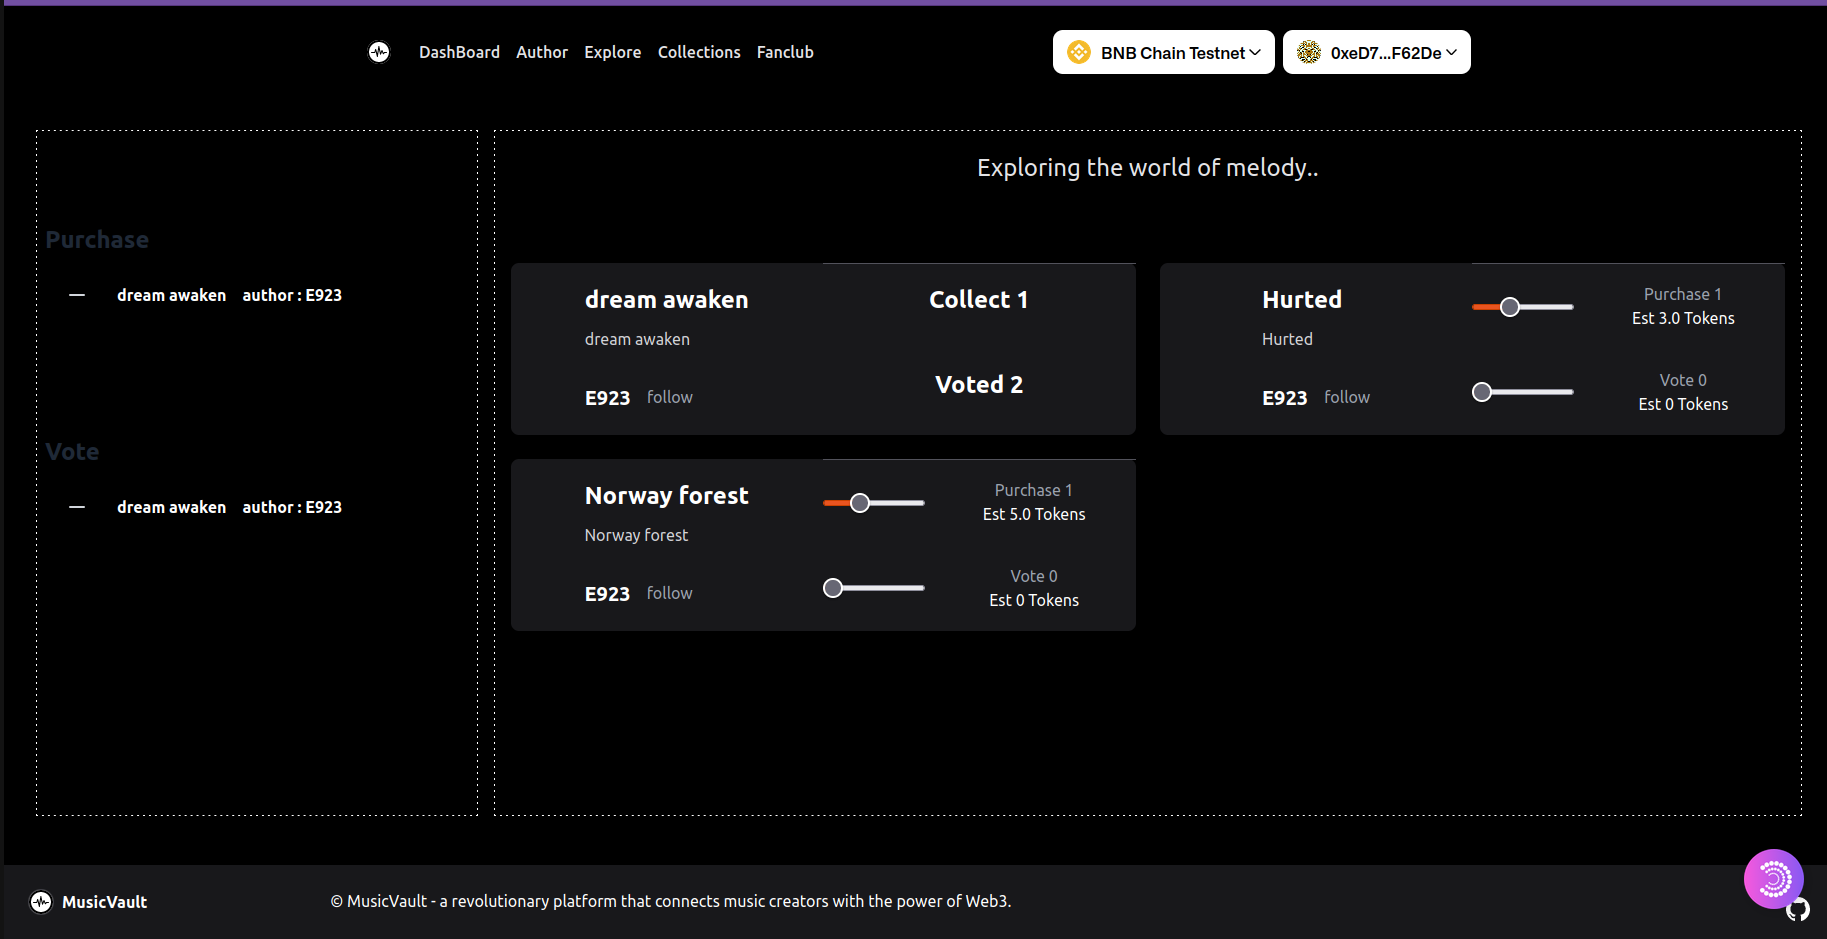 DashBoard Author Explore Collections Fanclub
BNB Chain Testnet
0xeD7...F62De
Purchase
dream awaken author : E923
Vote
dream awaken author : E923
Exploring the world of melody..
dream awaken
dream awaken
E923 follow
Collect 1
Voted 2
Hurted
Hurted
E923 follow
Purchase 1
Est 3.0 Tokens
Vote 0
Est 0 Tokens
Norway forest
Norway forest
E923 follow
Purchase 1
Est 5.0 Tokens
Vote 0
Est 0 Tokens
MusicVault
© MusicVault - a revolutionary platform that connects music creators with the power of Web3.